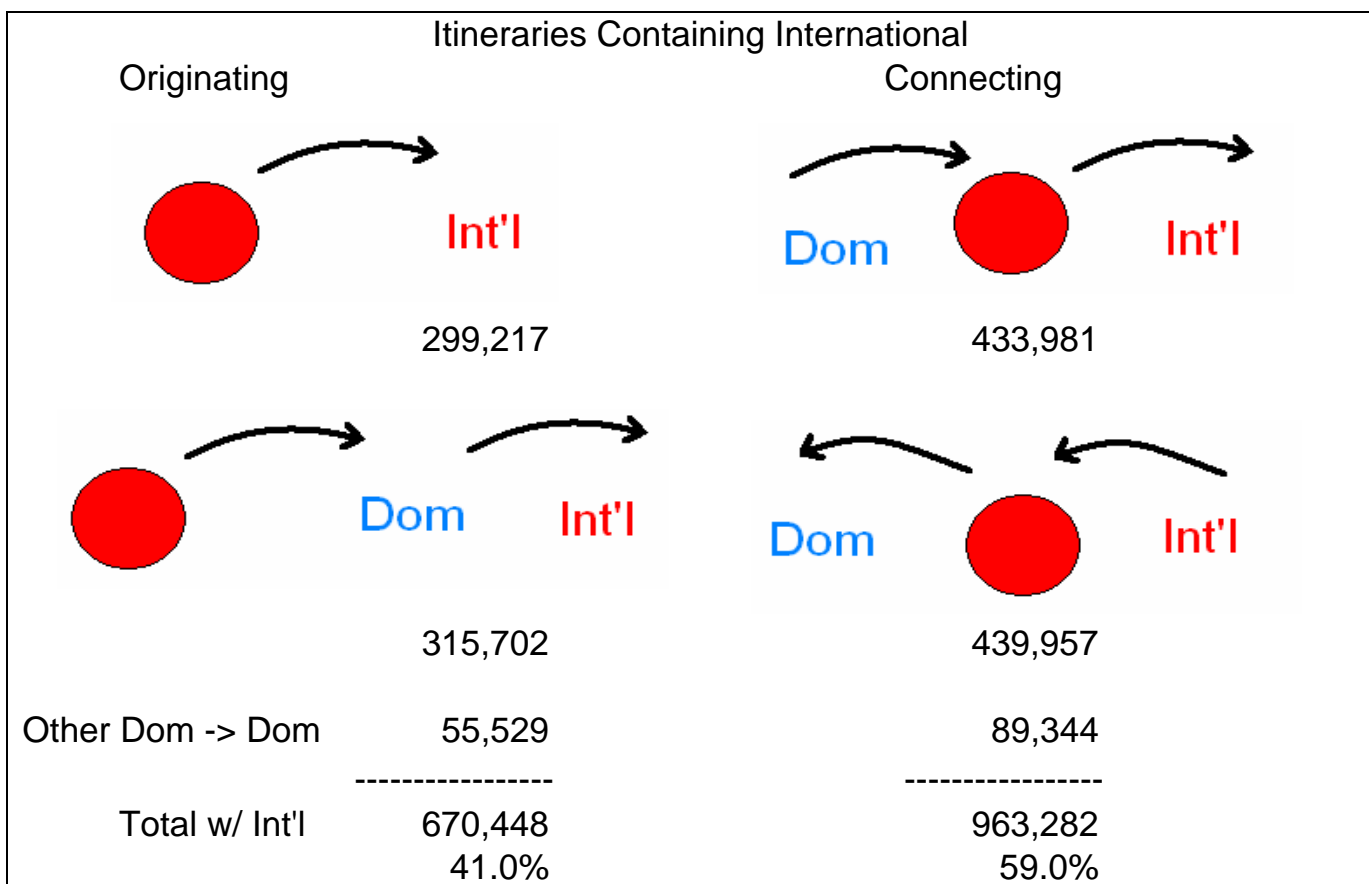 Itineraries Containing International
Originating Connecting
Int'l Dom Int'l
299,217 433,981
Dom Int'l Dom Int'l
315,702 439,957
Other Dom -> Dom 55,529 89,344
----------------- -----------------
Total w/ Int'l 670,448 963,282
41.0% 59.0%